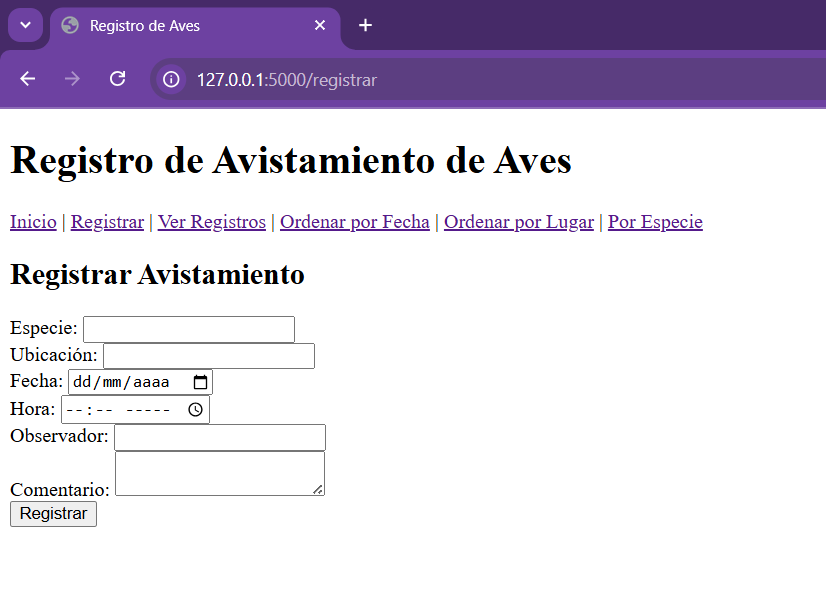 Registro de Aves
127.0.0.1:5000/registrar
Registro de Avistamiento de Aves
Inicio | Registrar | Ver Registros | Ordenar por Fecha | Ordenar por Lugar | Por Especie
Registrar Avistamiento
Especie:
Ubicación:
Fecha: dd/mm/aaaa
Hora: --:-- -----
Observador:
Comentario:
Registrar